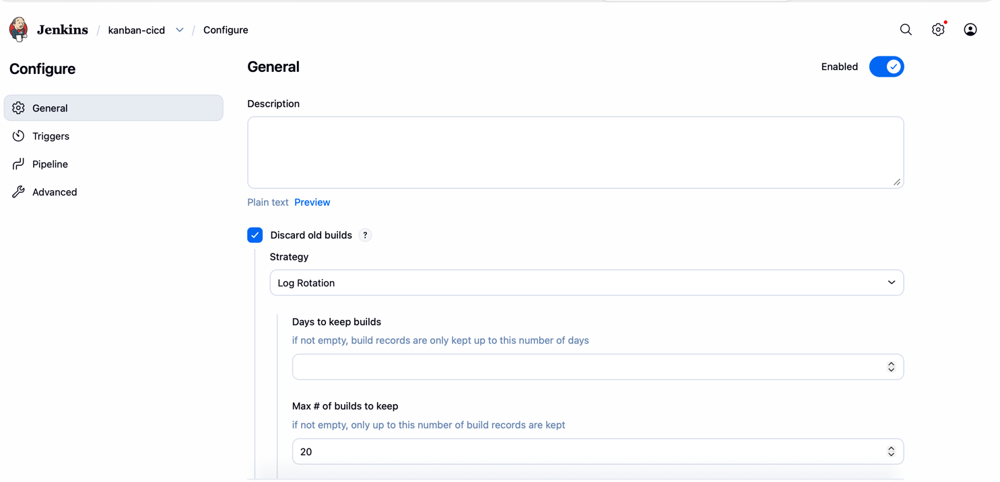 Jenkins / kanban-cicd / Configure
Configure
General
Triggers
Pipeline
Advanced
General
Enabled
Description
Plain text Preview
Discard old builds ?
Strategy
Log Rotation
Days to keep builds
if not empty, build records are only kept up to this number of days
Max # of builds to keep
if not empty, only up to this number of build records are kept
20